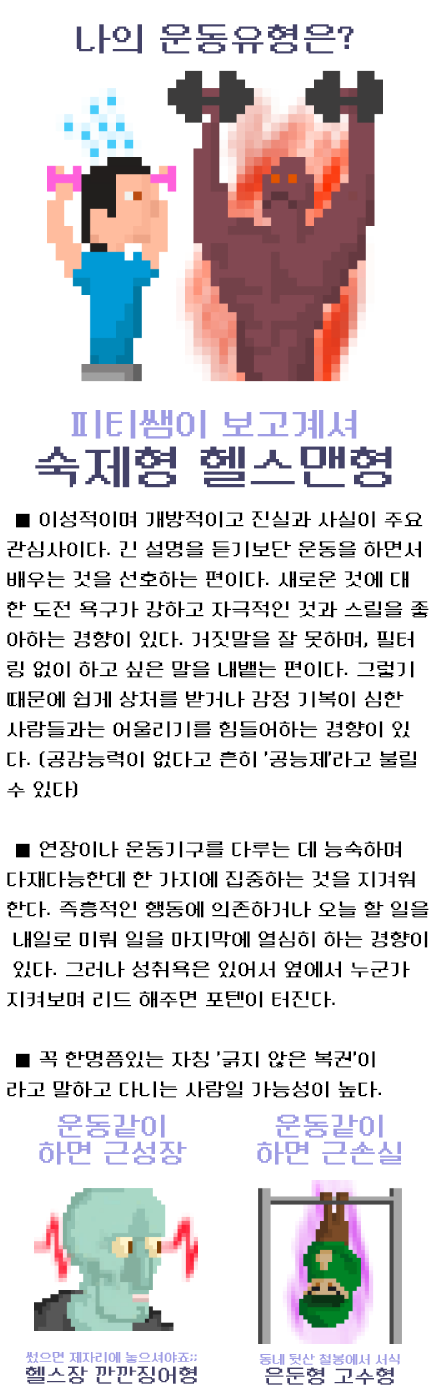 나의 운동유형은?
피티쌤이 보고계셔
숙제형 헬스맨형
■ 이성적이며 개방적이고 진실과 사실이 주요
관심사이다. 긴 설명을 듣기보단 운동을 하면서
배우는 것을 선호하는 편이다. 새로운 것에 대
한 도전 욕구가 강하고 자극적인 것과 스릴을 좋
아하는 경향이 있다. 거짓말을 잘 못하며, 필터
링 없이 하고 싶은 말을 내뱉는 편이다. 그렇기
때문에 쉽게 상처를 받거나 감정 기복이 심한
사람들과는 어울리기를 힘들어하는 경향이 있
다. (공감능력이 없다고 흔히 '공능제'라고 불릴
수 있다)
■ 연장이나 운동기구를 다루는 데 능숙하며
다재다능한데 한 가지에 집중하는 것을 지겨워
한다. 즉흥적인 행동에 의존하거나 오늘 할 일을
내일로 미뤄 일을 마지막에 열심히 하는 경향이
있다. 그러나 성취욕은 있어서 옆에서 누군가
지켜보며 리드 해주면 포텐이 터진다.
■ 꼭 한명쯤있는 자칭 '긁지 않은 복권'이
라고 말하고 다니는 사람일 가능성이 높다.
운동같이
하면 근성장
썼으면 제자리에 놓으셔야죠;;
헬스장 깐깐징어형
운동같이
하면 근손실
동네 뒷산 철봉에서 서식
은둔형 고수형